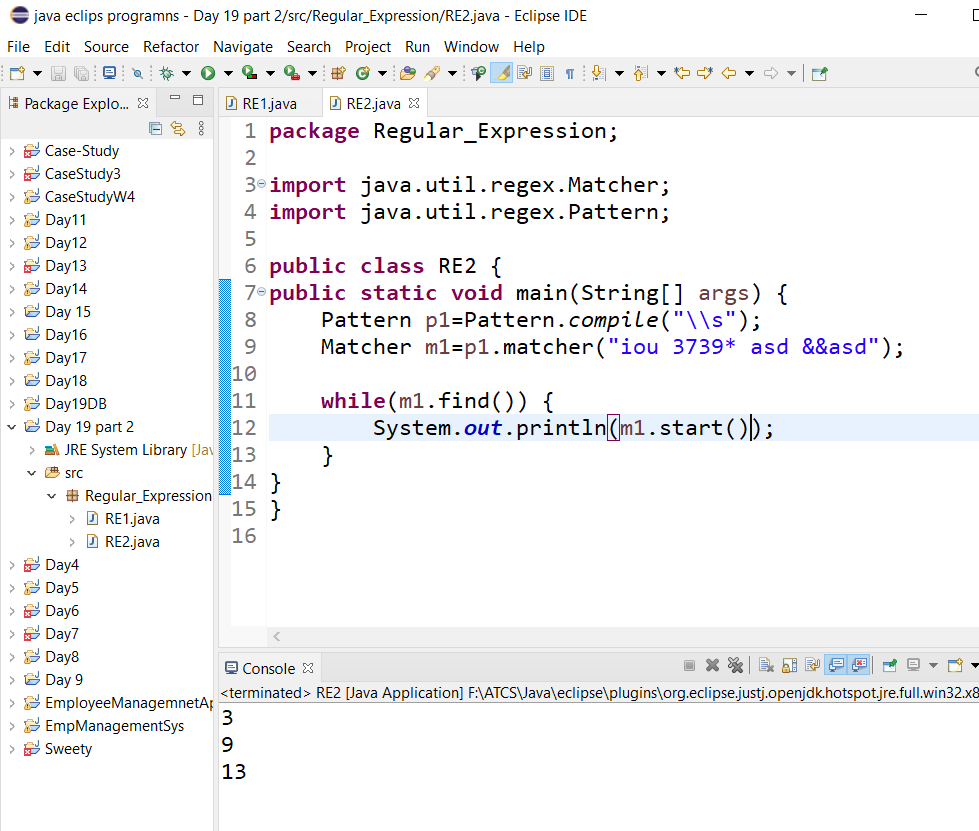 java eclips programns - Day 19 part 2/src/Regular_Expression/RE2.java - Eclipse IDE
File Edit Source Refactor Navigate Search Project Run Window Help
Package Explo...
RE1.java
RE2.java
Case-Study
CaseStudy3
CaseStudyW4
Day11
Day12
Day13
Day14
Day 15
Day16
Day17
Day18
Day19DB
Day 19 part 2
JRE System Library [Jav
src
Regular_Expression
RE1.java
RE2.java
Day4
Day5
Day6
Day7
Day8
Day 9
EmployeeManagemnetAp
EmpManagementSys
Sweety
1 package Regular_Expression;
2
3 import java.util.regex.Matcher;
4 import java.util.regex.Pattern;
5
6 public class RE2 {
7 public static void main(String[] args) {
8 Pattern p1=Pattern.compile("\\s");
9 Matcher m1=p1.matcher("iou 3739* asd &&asd");
10
11 while(m1.find()) {
12 System.out.println(m1.start());
13 }
14 }
15 }
16
Console
<terminated> RE2 [Java Application] F:\ATCS\Java\eclipse\plugins\org.eclipse.justj.openjdk.hotspot.jre.full.win32.x8
3
9
13